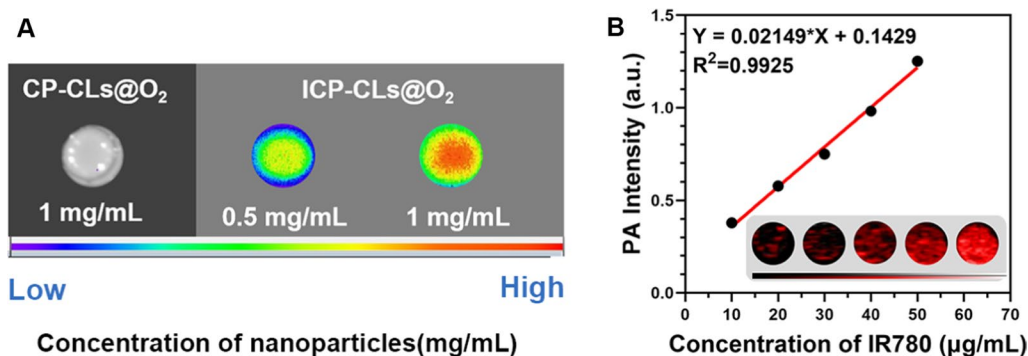 A
CP-CLs@O₂
ICP-CLs@O₂
1 mg/mL
0.5 mg/mL
1 mg/mL
Low
High
Concentration of nanoparticles(mg/mL)
B
Y = 0.02149*X + 0.1429
R²=0.9925
PA Intensity (a.u.)
1.5
1.0
0.5
0.0
0 10 20 30 40 50 60 70
Concentration of IR780 (μg/mL)